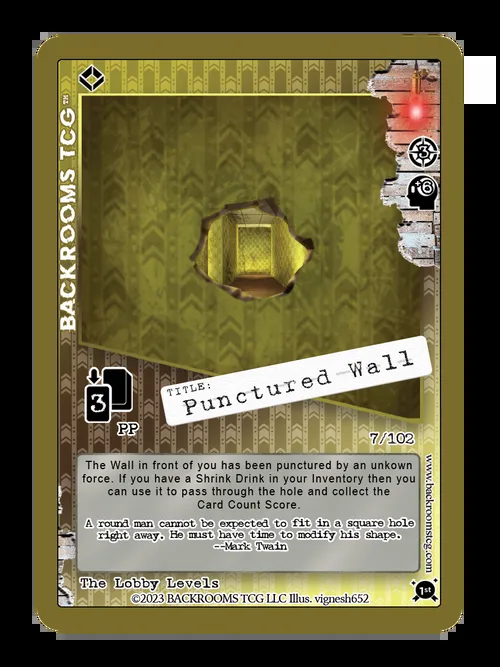 BACKROOMS TCG™
3
+6
TITLE:
Punctured Wall
3
PP
7/102
The Wall in front of you has been punctured by an unkown
force. If you have a Shrink Drink in your Inventory then you
can use it to pass through the hole and collect the
Card Count Score.
A round man cannot be expected to fit in a square hole
right away. He must have time to modify his shape.
--Mark Twain
www.backroomstcg.com
The Lobby Levels
©2023 BACKROOMS TCG LLC Illus. vignesh652
1st